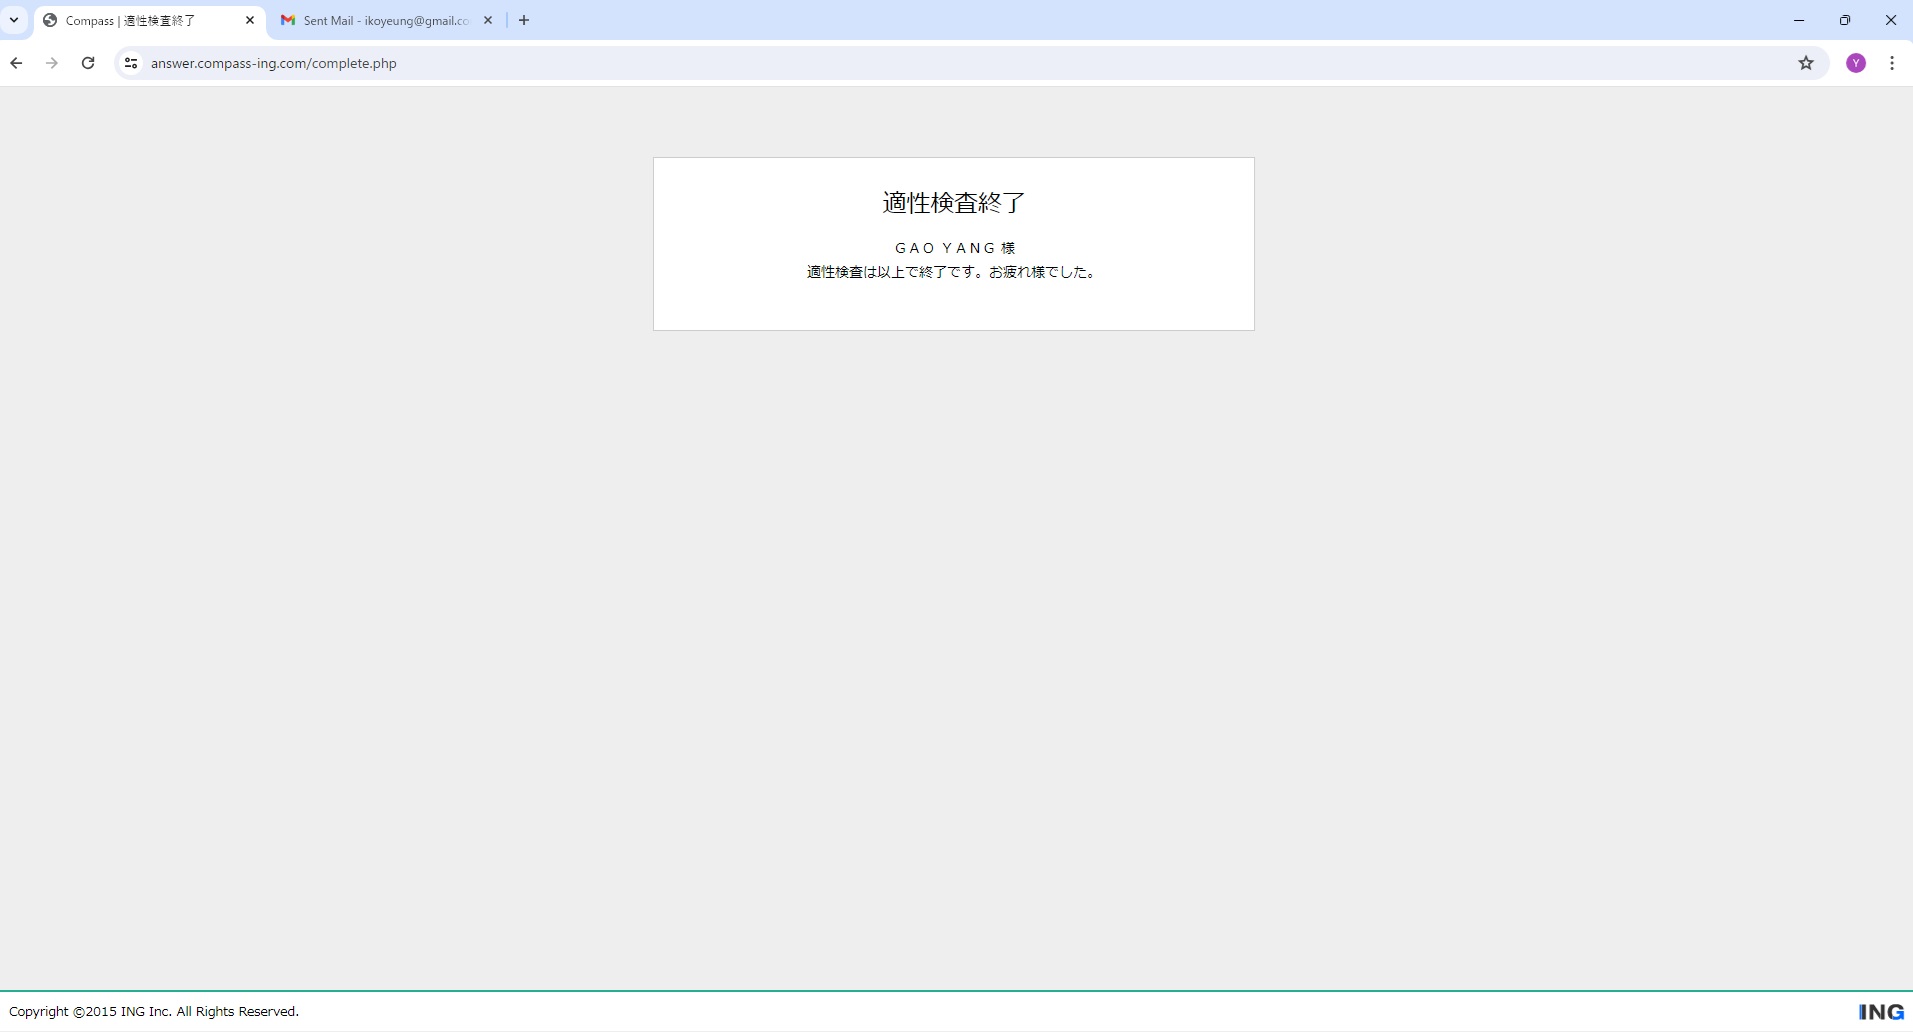 Compass | 適性検査終了
Sent Mail - ikoyeung@gmail.co
answer.compass-ing.com/complete.php
Y
適性検査終了
ＧＡＯ ＹＡＮＧ 様
適性検査は以上で終了です。お疲れ様でした。
Copyright ©2015 ING Inc. All Rights Reserved.
ING